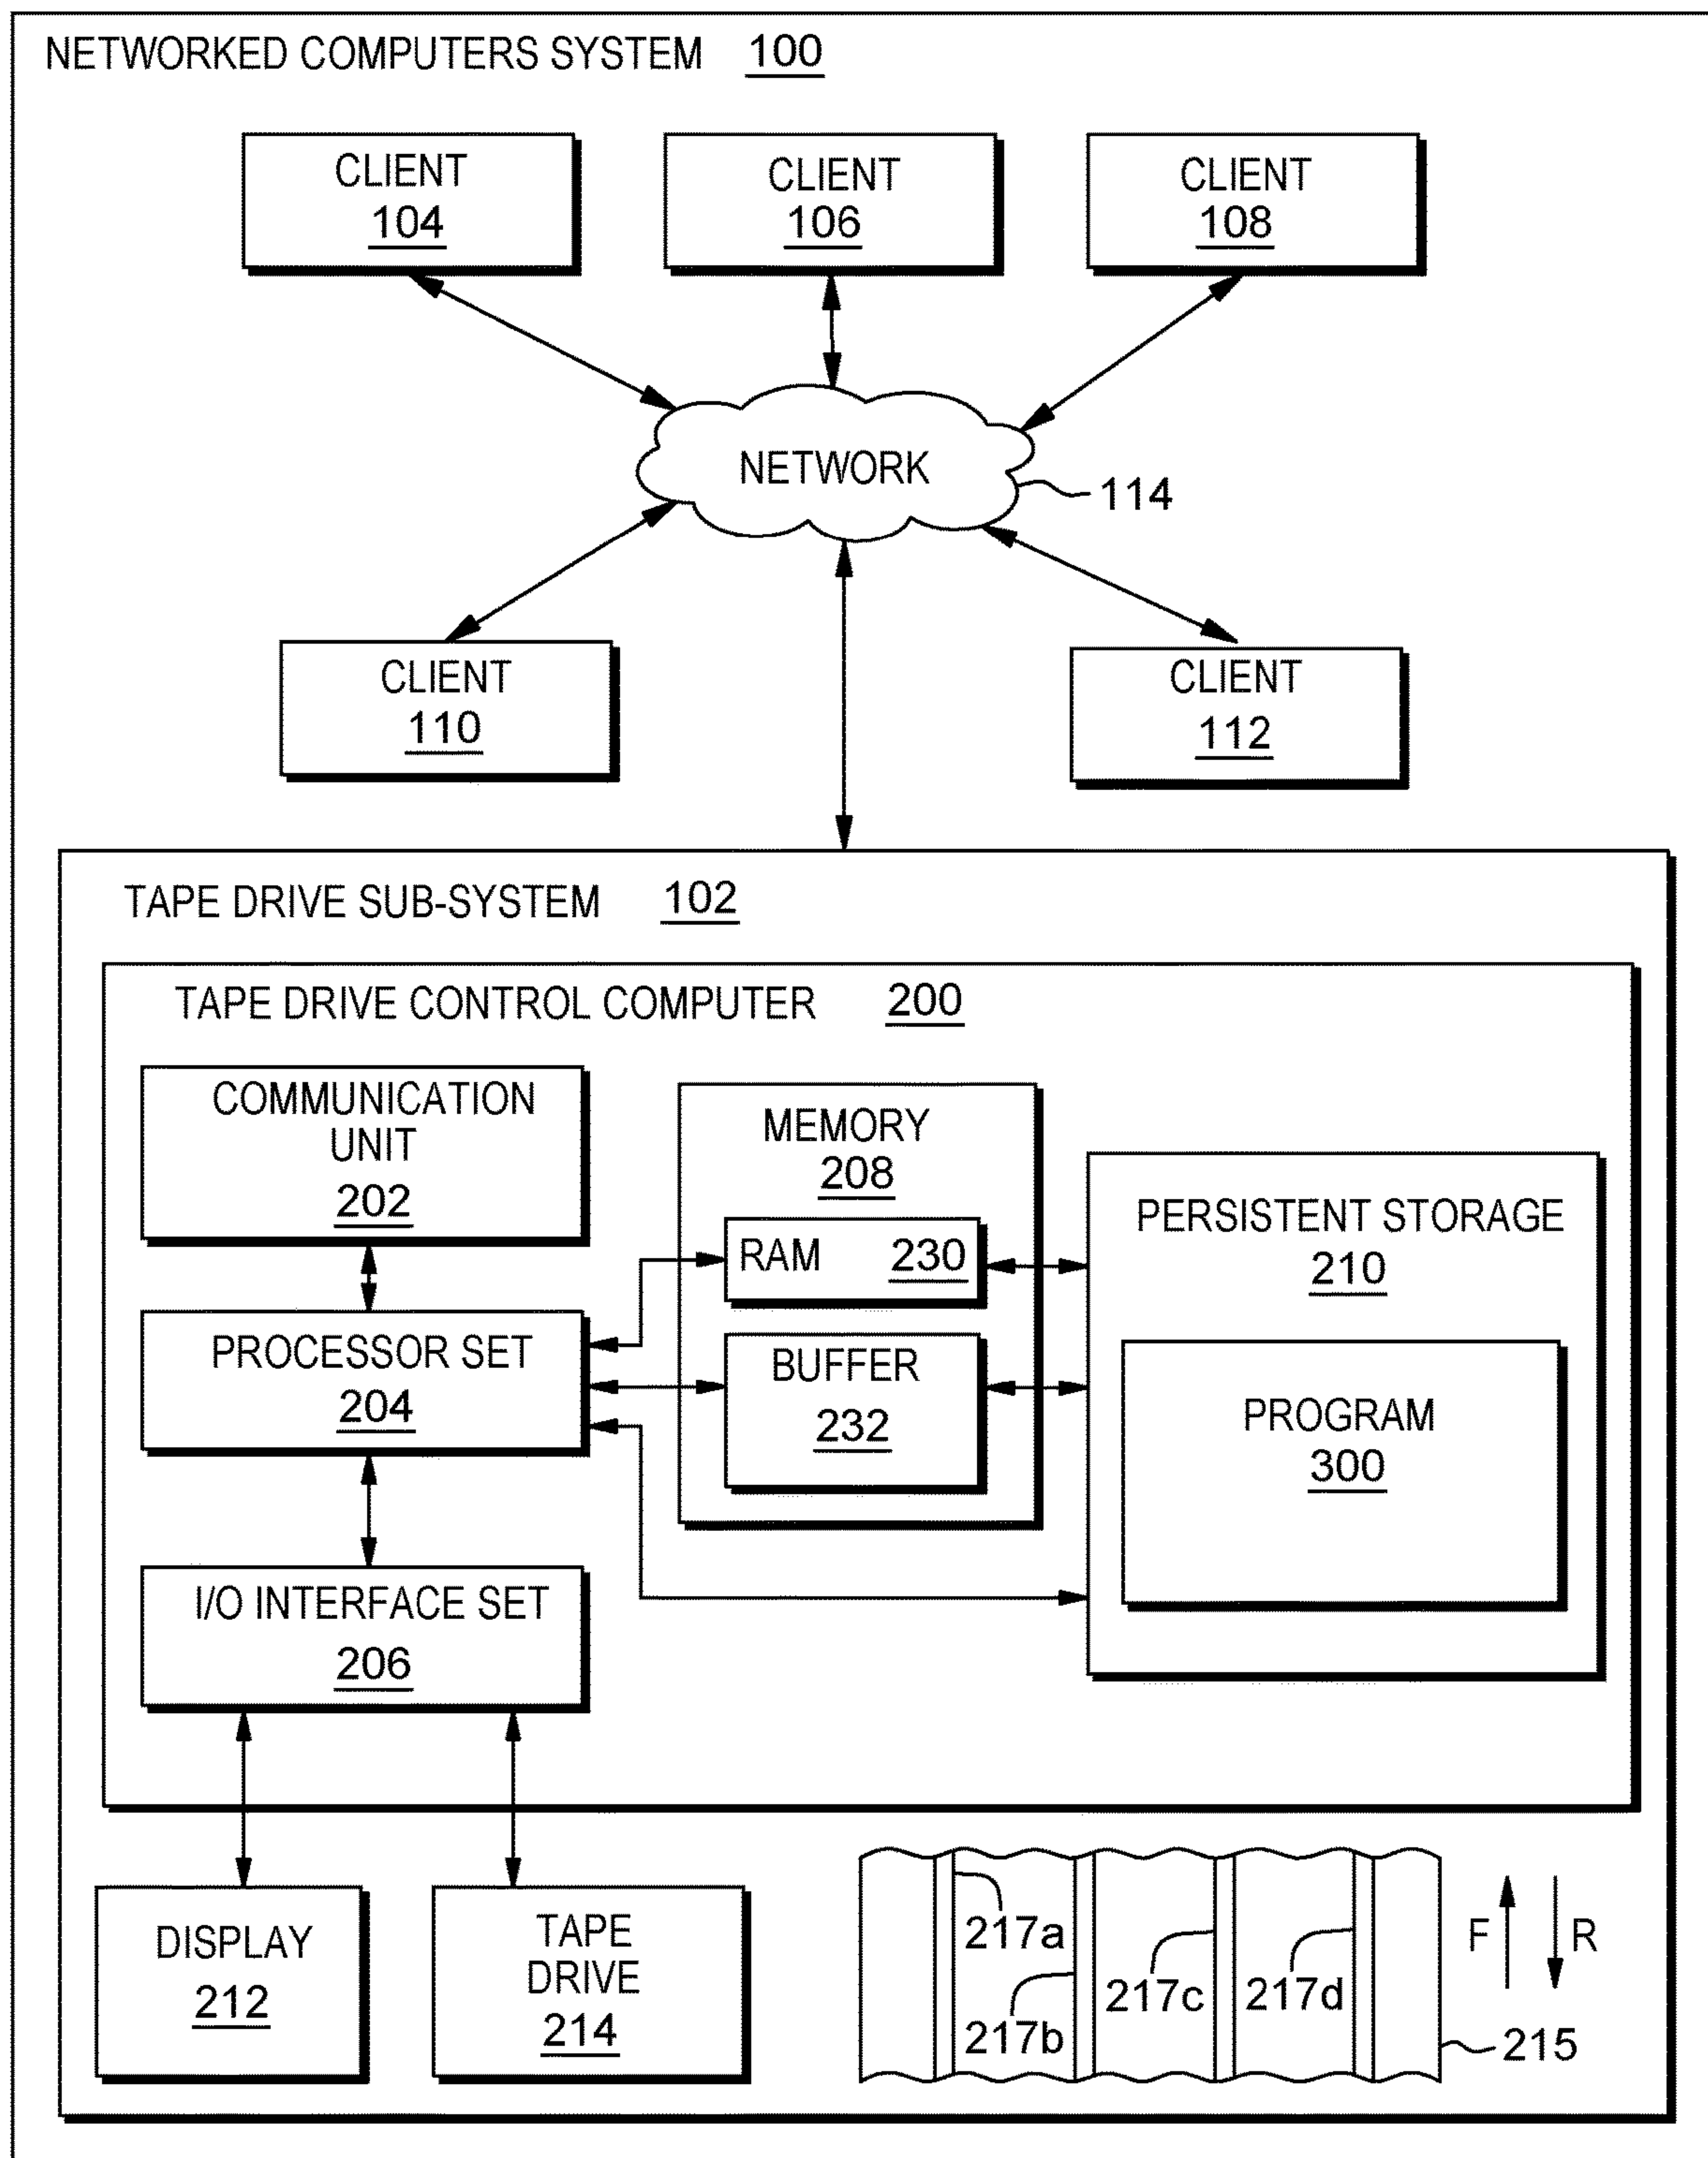 NETWORKED COMPUTERS SYSTEM 100
CLIENT
104
CLIENT
106
CLIENT
108
NETWORK
114
CLIENT
110
CLIENT
112
TAPE DRIVE SUB-SYSTEM 102
TAPE DRIVE CONTROL COMPUTER 200
COMMUNICATION
UNIT
202
MEMORY
208
RAM 230
PERSISTENT STORAGE
210
PROCESSOR SET
204
BUFFER
232
PROGRAM
300
I/O INTERFACE SET
206
DISPLAY
212
TAPE
DRIVE
214
217a
217b
217c
217d
F
R
215